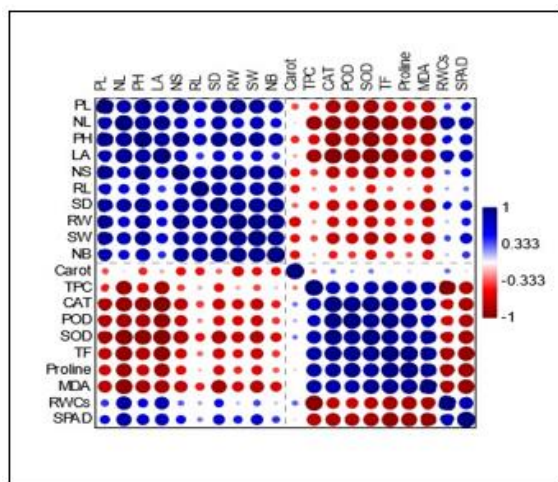 PL NL PH LA NS RL SD RW SW NB Carot TPC CAT POD SOD TF Proline MDA RWCs SPAD
PL
NL
PH
LA
NS
RL
SD
RW
SW
NB
Carot
TPC
CAT
POD
SOD
TF
Proline
MDA
RWCs
SPAD
1
0.333
-0.333
-1